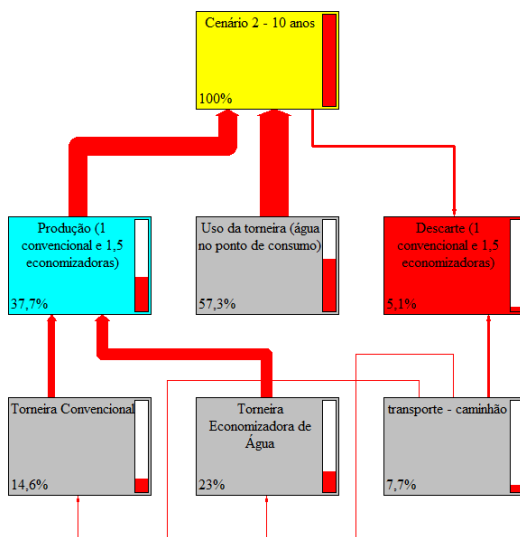 Cenário 2 - 10 anos
100%
Produção (1
convencional e 1,5
economizadoras)
37,7%
Uso da torneira (água
no ponto de consumo)
57,3%
Descarte (1
convencional e 1,5
economizadoras)
5,1%
Torneira Convencional
14,6%
Torneira
Economizadora de
Água
23%
transporte - caminhão
7,7%